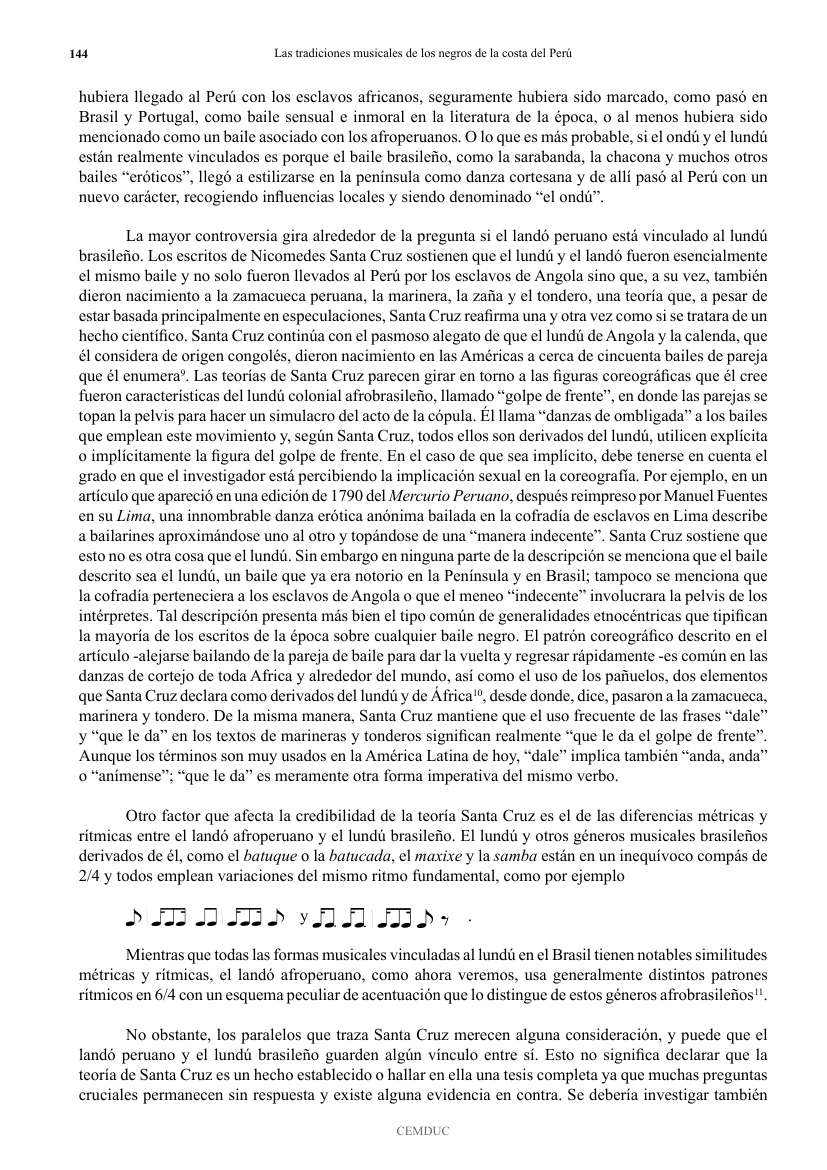 144
Las tradiciones musicales de los negros de la costa del Perú
hubiera llegado al Perú con los esclavos africanos, seguramente hubiera sido marcado, como pasó en
Brasil y Portugal, como baile sensual e inmoral en la literatura de la época, o al menos hubiera sido
mencionado como un baile asociado con los afroperuanos. O lo que es más probable, si el ondú y el lundú
están realmente vinculados es porque el baile brasileño, como la sarabanda, la chacona y muchos otros
bailes “eróticos”, llegó a estilizarse en la península como danza cortesana y de allí pasó al Perú con un
nuevo carácter, recogiendo influencias locales y siendo denominado “el ondú”.
La mayor controversia gira alrededor de la pregunta si el landó peruano está vinculado al lundú
brasileño. Los escritos de Nicomedes Santa Cruz sostienen que el lundú y el landó fueron esencialmente
el mismo baile y no solo fueron llevados al Perú por los esclavos de Angola sino que, a su vez, también
dieron nacimiento a la zamacueca peruana, la marinera, la zaña y el tondero, una teoría que, a pesar de
estar basada principalmente en especulaciones, Santa Cruz reafirma una y otra vez como si se tratara de un
hecho científico. Santa Cruz continúa con el pasmoso alegato de que el lundú de Angola y la calenda, que
él considera de origen congolés, dieron nacimiento en las Américas a cerca de cincuenta bailes de pareja
que él enumera⁹. Las teorías de Santa Cruz parecen girar en torno a las figuras coreográficas que él cree
fueron características del lundú colonial afrobrasileño, llamado “golpe de frente”, en donde las parejas se
topan la pelvis para hacer un simulacro del acto de la cópula. Él llama “danzas de ombligada” a los bailes
que emplean este movimiento y, según Santa Cruz, todos ellos son derivados del lundú, utilicen explícita
o implícitamente la figura del golpe de frente. En el caso de que sea implícito, debe tenerse en cuenta el
grado en que el investigador está percibiendo la implicación sexual en la coreografía. Por ejemplo, en un
artículo que apareció en una edición de 1790 del Mercurio Peruano, después reimpreso por Manuel Fuentes
en su Lima, una innombrable danza erótica anónima bailada en la cofradía de esclavos en Lima describe
a bailarines aproximándose uno al otro y topándose de una “manera indecente”. Santa Cruz sostiene que
esto no es otra cosa que el lundú. Sin embargo en ninguna parte de la descripción se menciona que el baile
descrito sea el lundú, un baile que ya era notorio en la Península y en Brasil; tampoco se menciona que
la cofradía perteneciera a los esclavos de Angola o que el meneo “indecente” involucrara la pelvis de los
intérpretes. Tal descripción presenta más bien el tipo común de generalidades etnocéntricas que tipifican
la mayoría de los escritos de la época sobre cualquier baile negro. El patrón coreográfico descrito en el
artículo -alejarse bailando de la pareja de baile para dar la vuelta y regresar rápidamente -es común en las
danzas de cortejo de toda Africa y alrededor del mundo, así como el uso de los pañuelos, dos elementos
que Santa Cruz declara como derivados del lundú y de África¹⁰, desde donde, dice, pasaron a la zamacueca,
marinera y tondero. De la misma manera, Santa Cruz mantiene que el uso frecuente de las frases “dale”
y “que le da” en los textos de marineras y tonderos significan realmente “que le da el golpe de frente”.
Aunque los términos son muy usados en la América Latina de hoy, “dale” implica también “anda, anda”
o “anímense”; “que le da” es meramente otra forma imperativa del mismo verbo.
Otro factor que afecta la credibilidad de la teoría Santa Cruz es el de las diferencias métricas y
rítmicas entre el landó afroperuano y el lundú brasileño. El lundú y otros géneros musicales brasileños
derivados de él, como el batuque o la batucada, el maxixe y la samba están en un inequívoco compás de
2/4 y todos emplean variaciones del mismo ritmo fundamental, como por ejemplo
y .
Mientras que todas las formas musicales vinculadas al lundú en el Brasil tienen notables similitudes
métricas y rítmicas, el landó afroperuano, como ahora veremos, usa generalmente distintos patrones
rítmicos en 6/4 con un esquema peculiar de acentuación que lo distingue de estos géneros afrobrasileños¹¹.
No obstante, los paralelos que traza Santa Cruz merecen alguna consideración, y puede que el
landó peruano y el lundú brasileño guarden algún vínculo entre sí. Esto no significa declarar que la
teoría de Santa Cruz es un hecho establecido o hallar en ella una tesis completa ya que muchas preguntas
cruciales permanecen sin respuesta y existe alguna evidencia en contra. Se debería investigar también
CEMDUC